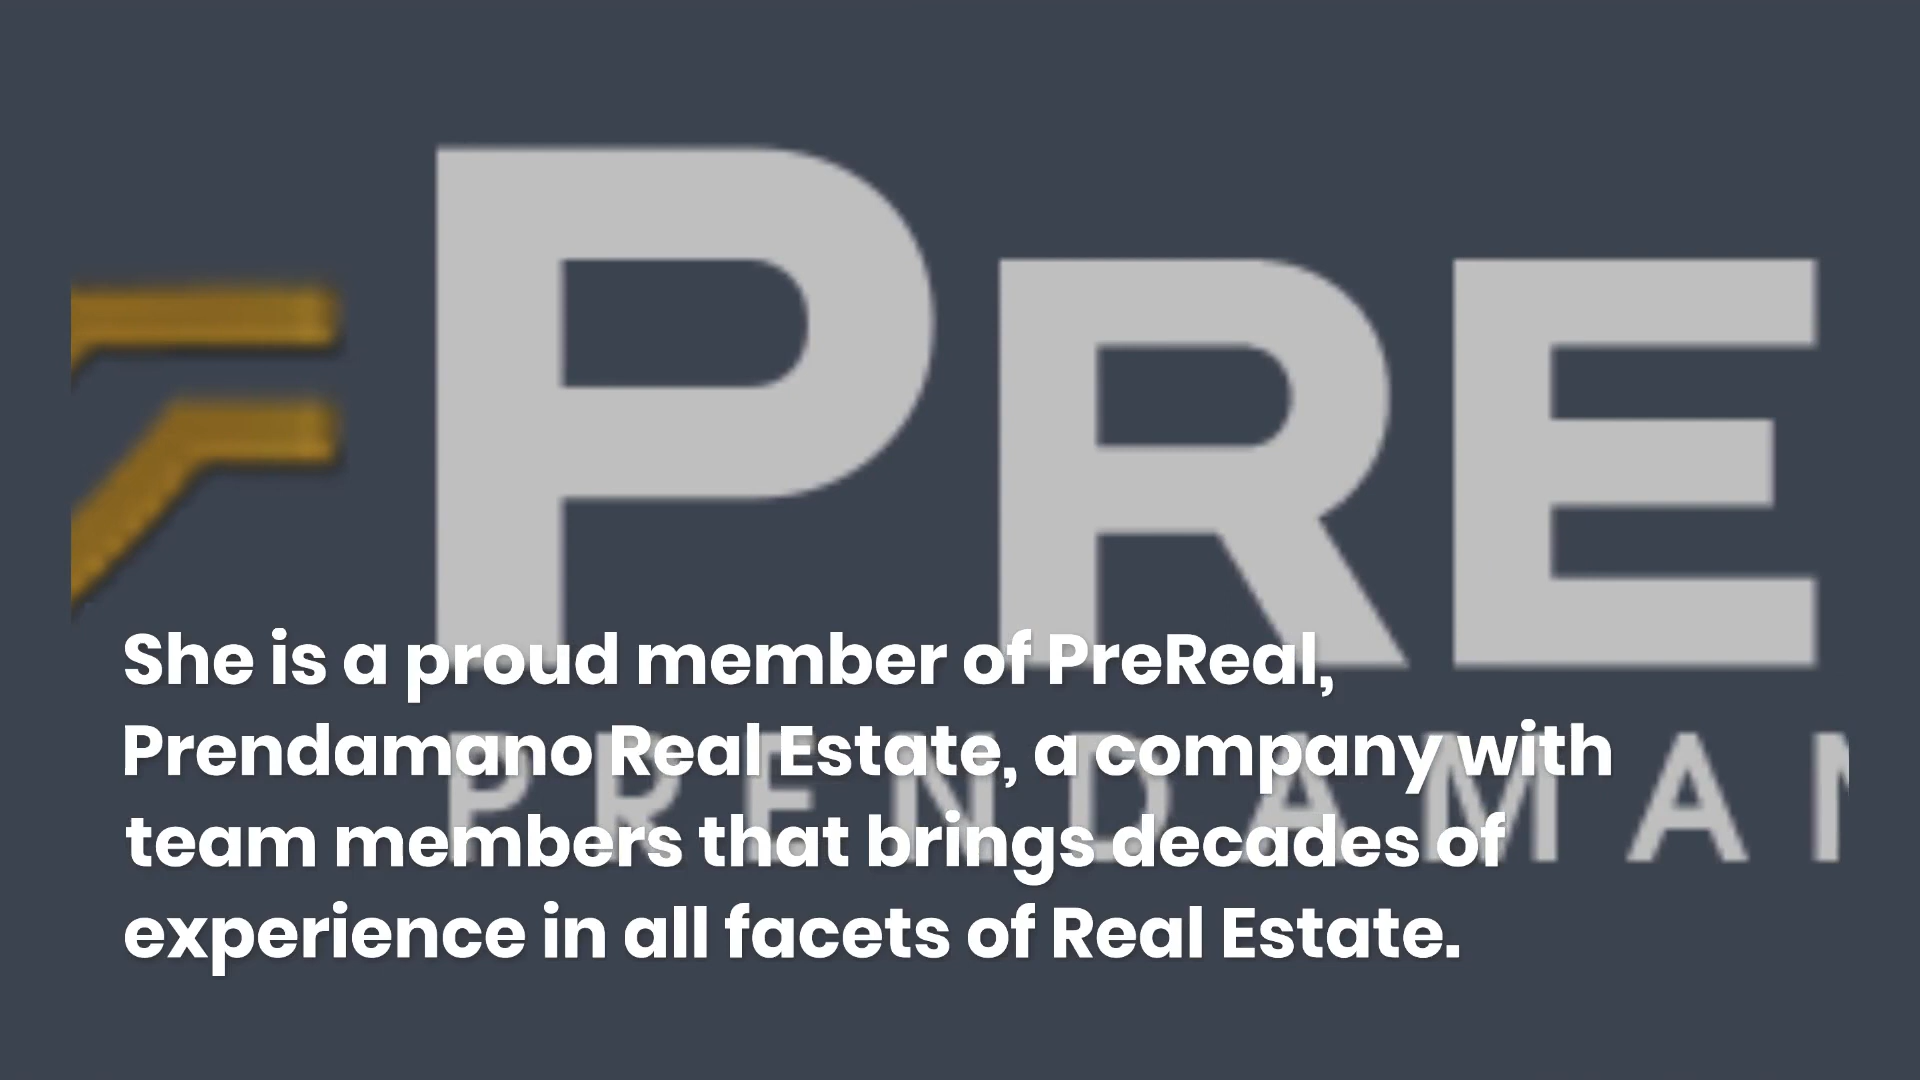 PRE
She is a proud member of PreReal,
Prendamano Real Estate, a company with
PRENDAMAN
team members that brings decades of
experience in all facets of Real Estate.